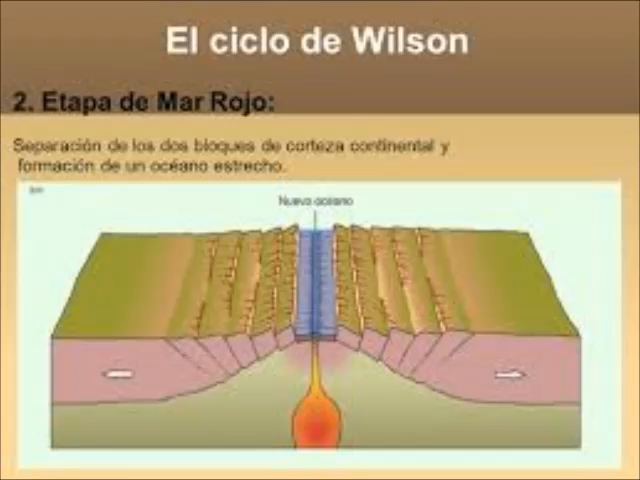 El ciclo de Wilson
2. Etapa de Mar Rojo:
Separación de los dos bloques de corteza continental y
formación de un océano estrecho.
Nuevo océano